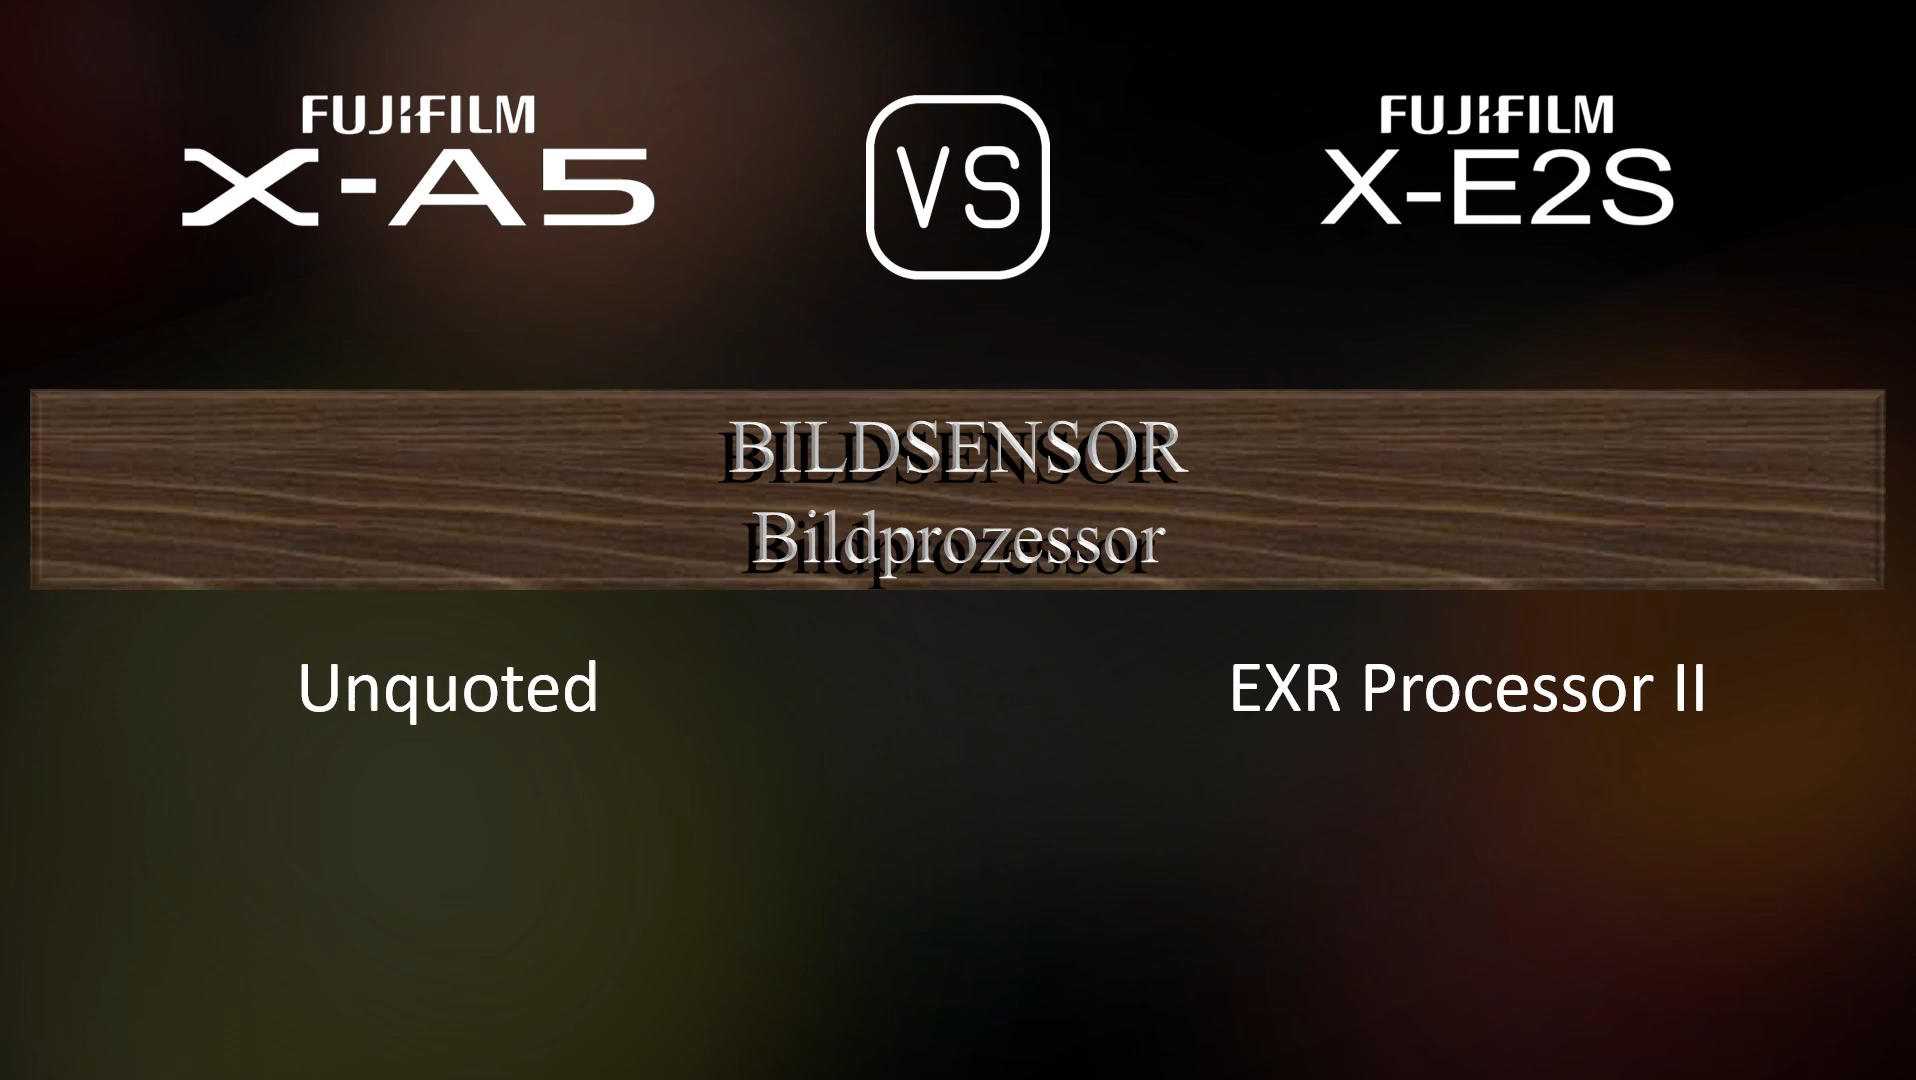 FUJIFILM
X-A5
VS
FUJIFILM
X-E2S
BILDSENSOR
Bildprozessor
Unquoted
EXR Processor II